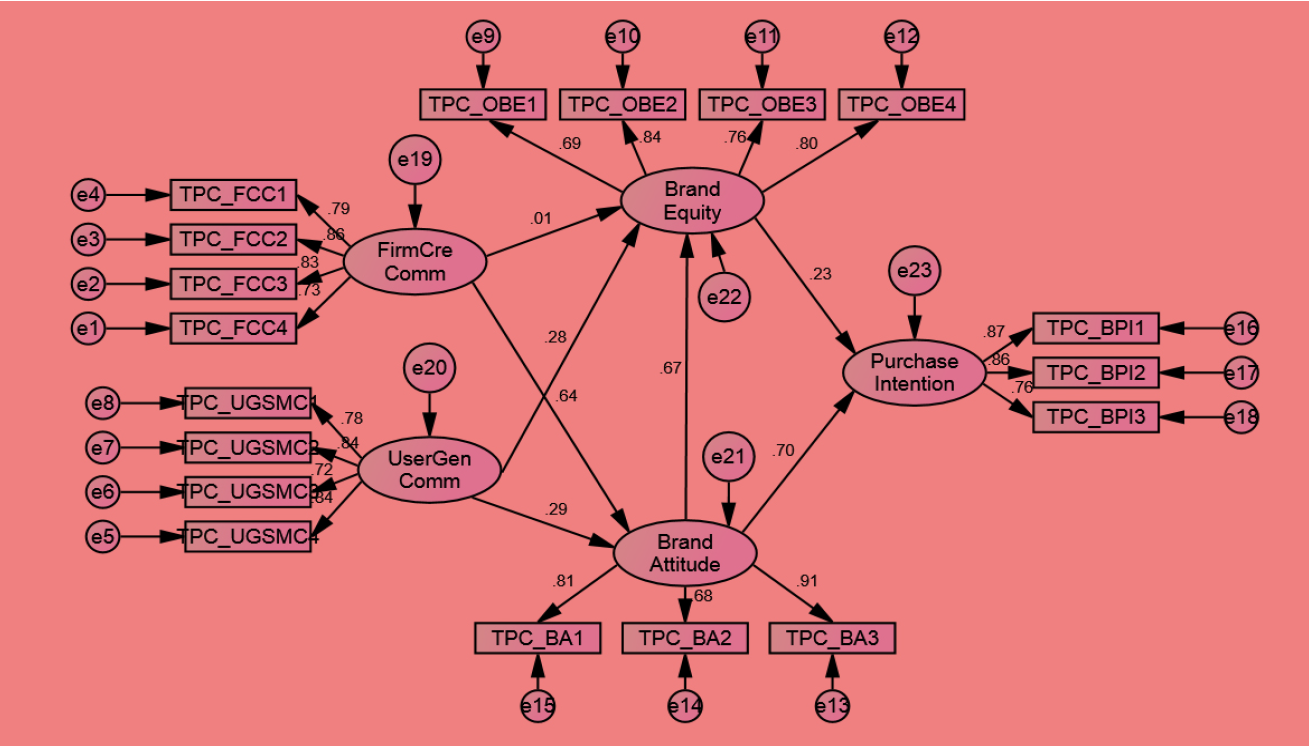 e9
e10
e11
e12
TPC_OBE1
TPC_OBE2
TPC_OBE3
TPC_OBE4
.69
.84
.76
.80
e19
e4
TPC_FCC1
.79
e3
TPC_FCC2
.86
e2
TPC_FCC3
.83
e1
TPC_FCC4
.73
FirmCre
Comm
.01
Brand
Equity
e22
.23
e23
.28
.64
.67
e20
e8
TPC_UGSMC1
.78
e7
TPC_UGSMC2
.84
e6
TPC_UGSMC3
.72
e5
TPC_UGSMC4
.84
UserGen
Comm
.29
e21
.70
Purchase
Intention
.87
TPC_BPI1
e16
.86
TPC_BPI2
e17
.76
TPC_BPI3
e18
Brand
Attitude
.81
.68
.91
TPC_BA1
TPC_BA2
TPC_BA3
e15
e14
e13